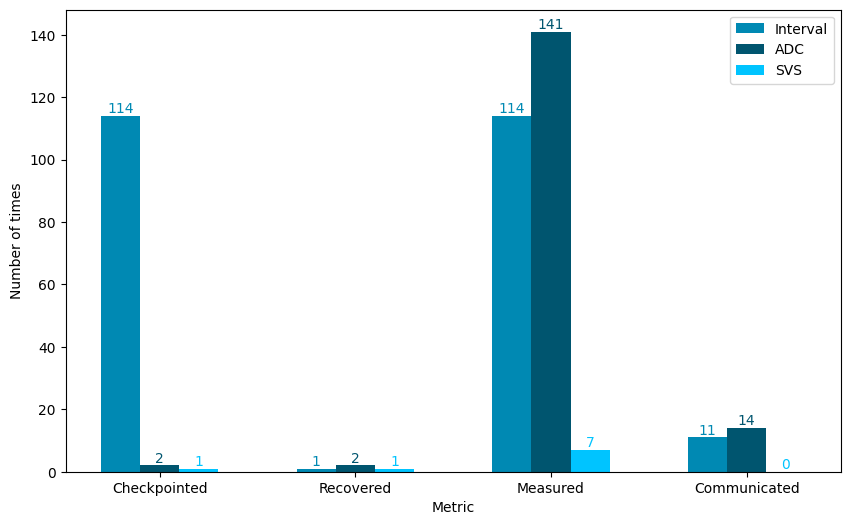 Interval
ADC
SVS
Number of times
140
120
100
80
60
40
20
0
114
2
1
1
2
1
114
141
7
11
14
0
Checkpointed
Recovered
Measured
Communicated
Metric